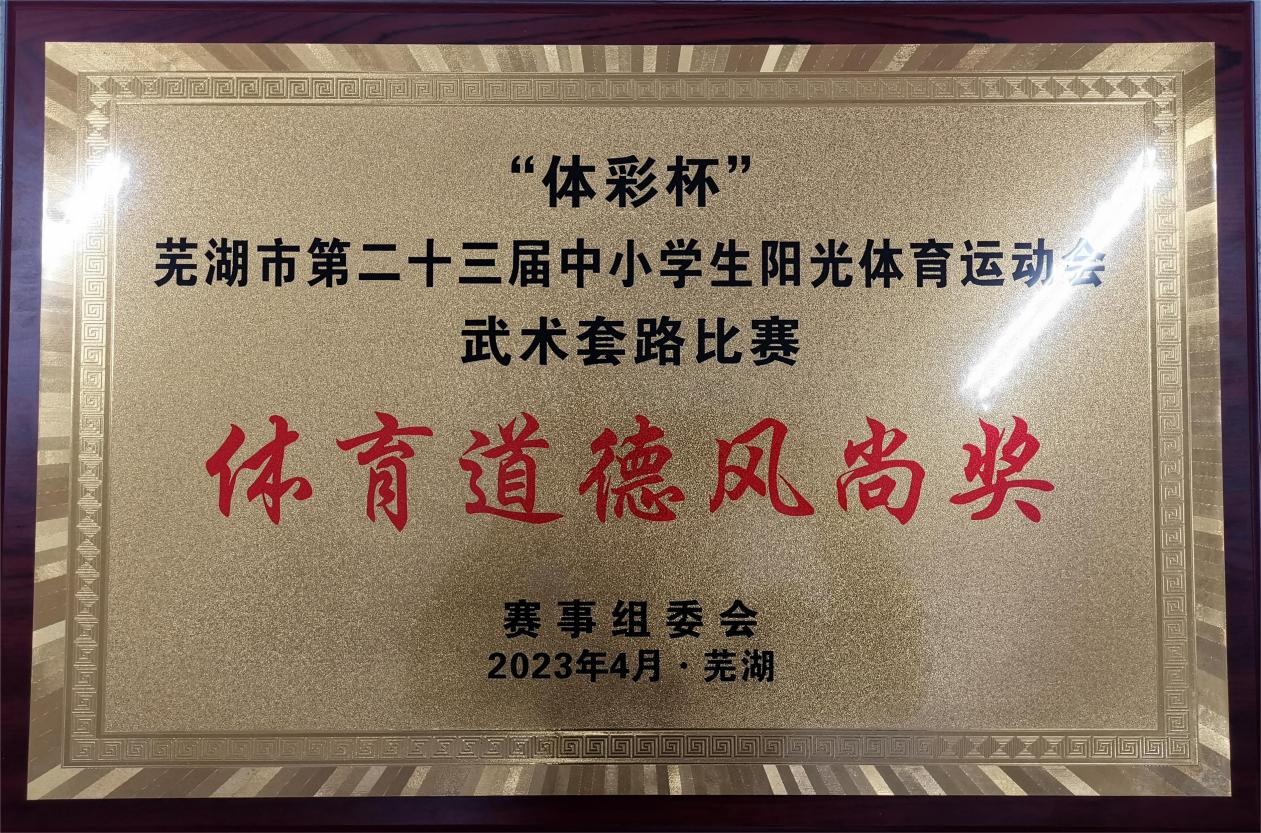 “体彩杯”
芜湖市第二十三届中小学生阳光体育运动会
武术套路比赛
体育道德风尚奖
赛事组委会
2023年4月·芜湖